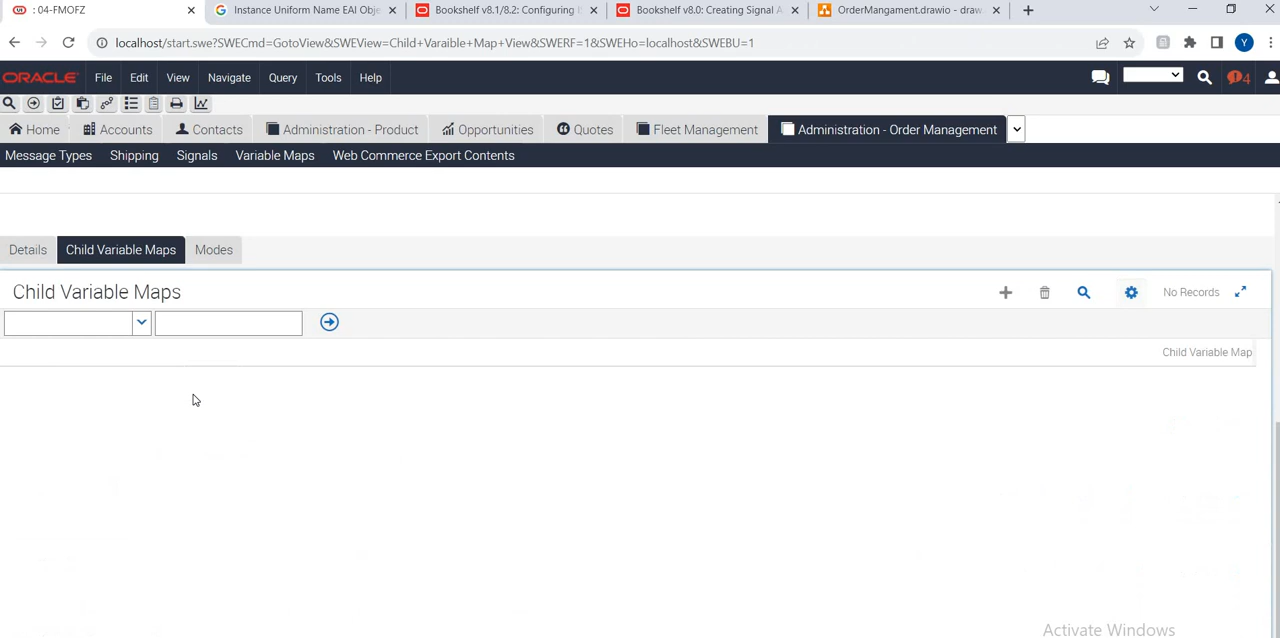 : 04-FMOFZ
Instance Uniform Name EAI Obje
Bookshelf v8.1/8.2: Configuring
Bookshelf v8.0: Creating Signal A
OrderMangament.drawio - draw.
localhost/start.swe?SWECmd=GotoView&SWEView=Child+Varaible+Map+View&SWERF=1&SWEHo=localhost&SWEBU=1
Y
ORACLE File Edit View Navigate Query Tools Help
4
Home Accounts Contacts Administration - Product Opportunities Quotes Fleet Management Administration - Order Management
Message Types Shipping Signals Variable Maps Web Commerce Export Contents
Details Child Variable Maps Modes
Child Variable Maps
No Records
Child Variable Map
Activate Windows